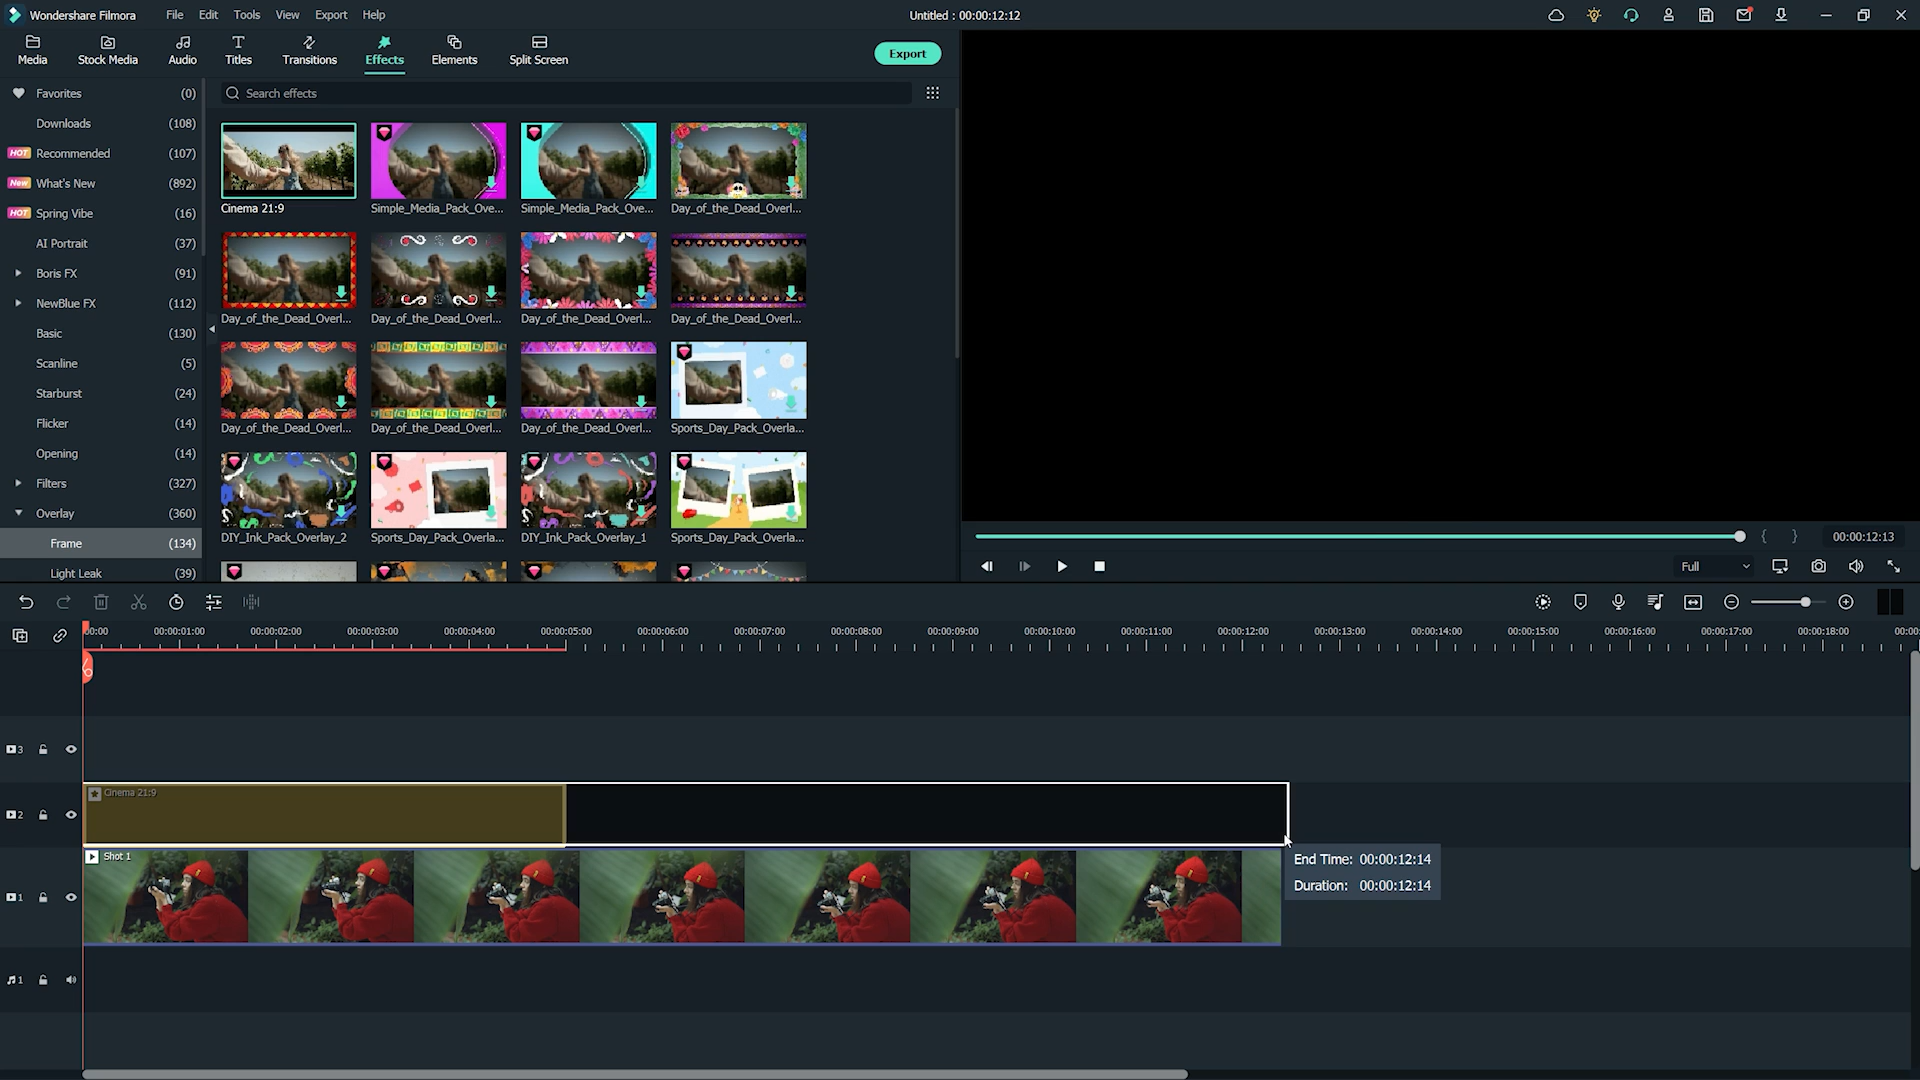 Wondershare Filmora File Edit Tools View Export Help Untitled : 00:00:12:12
Media Stock Media Audio Titles Transitions Effects Elements Split Screen Export
Favorites (0) Search effects
Downloads (108)
HOT Recommended (107)
New What's New (892)
HOT Spring Vibe (16)
AI Portrait (37)
Boris FX (91)
NewBlue FX (112)
Basic (130)
Scanline (5)
Starburst (24)
Flicker (14)
Opening (14)
Filters (327)
Overlay (360)
Frame (134)
Light Leak (39)
Cinema 21:9 Simple_Media_Pack_Ove... Simple_Media_Pack_Ove... Day_of_the_Dead_Overl...
Day_of_the_Dead_Overl... Day_of_the_Dead_Overl... Day_of_the_Dead_Overl... Day_of_the_Dead_Overl...
Day_of_the_Dead_Overl... Day_of_the_Dead_Overl... Day_of_the_Dead_Overl... Sports_Day_Pack_Overla...
DIY_Ink_Pack_Overlay_2 Sports_Day_Pack_Overla... DIY_Ink_Pack_Overlay_1 Sports_Day_Pack_Overla...
{ } 00:00:12:13
Full
00:00 00:00:01:00 00:00:02:00 00:00:03:00 00:00:04:00 00:00:05:00 00:00:06:00 00:00:07:00 00:00:08:00 00:00:09:00 00:00:10:00 00:00:11:00 00:00:12:00 00:00:13:00 00:00:14:00 00:00:15:00 00:00:16:00 00:00:17:00 00:00:18:00 00:00
3
Cinema 21:9
2
Shot 1
End Time: 00:00:12:14
Duration: 00:00:12:14
1
1